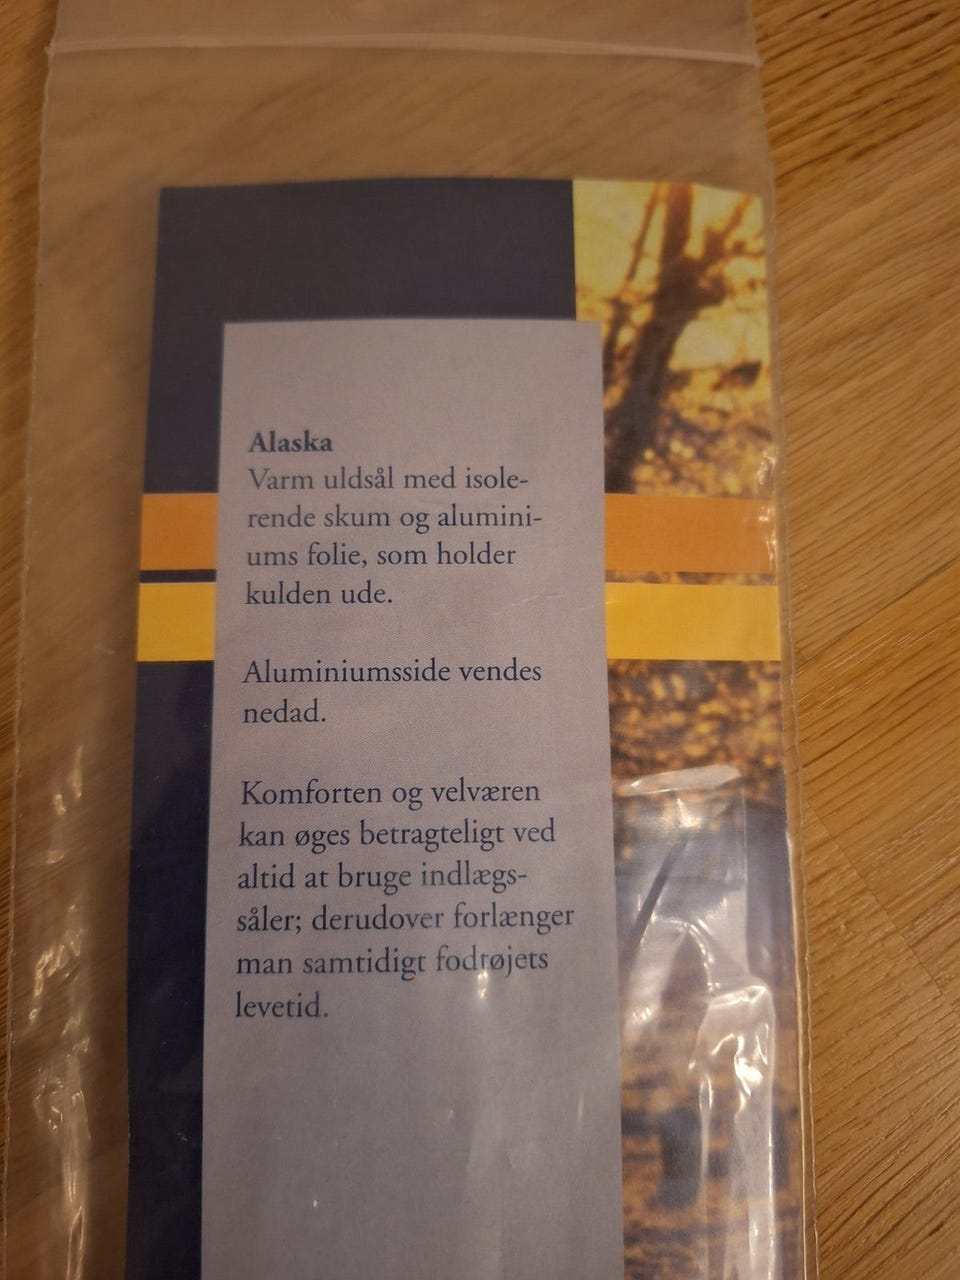 Alaska
Varm uldsål med isole-
rende skum og alumini-
ums folie, som holder
kulden ude.
Aluminiumsside vendes
nedad.
Komforten og velværen
kan øges betragteligt ved
altid at bruge indlægs-
såler; derudover forlænger
man samtidigt fodtøjets
levetid.